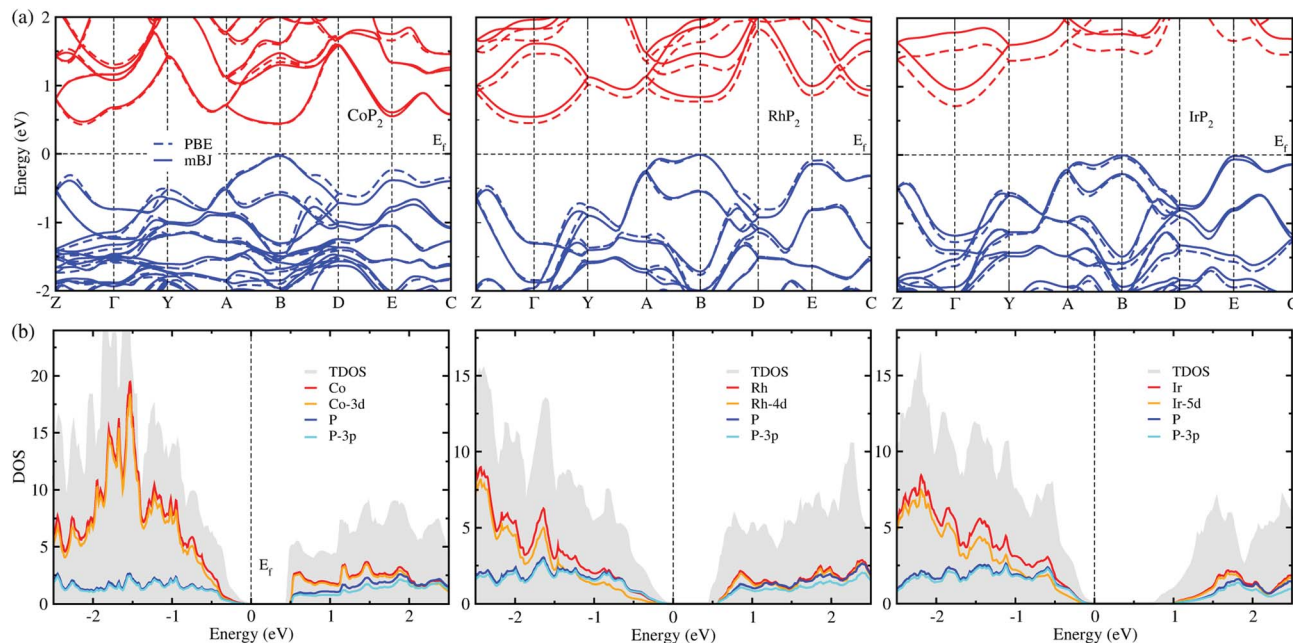 (a)
2
1
0
-1
-2
Energy (eV)
CoP2
Ef
PBE
mBJ
Z Γ Y A B D E C
RhP2
Ef
Z Γ Y A B D E C
IrP2
Ef
Z Γ Y A B D E C
(b)
20
15
10
5
0
DOS
TDOS
Co
Co-3d
P
P-3p
Ef
-2 -1 0 1 2
Energy (eV)
15
10
5
0
TDOS
Rh
Rh-4d
P
P-3p
-2 -1 0 1 2
Energy (eV)
15
10
5
0
TDOS
Ir
Ir-5d
P
P-3p
-2 -1 0 1 2
Energy (eV)